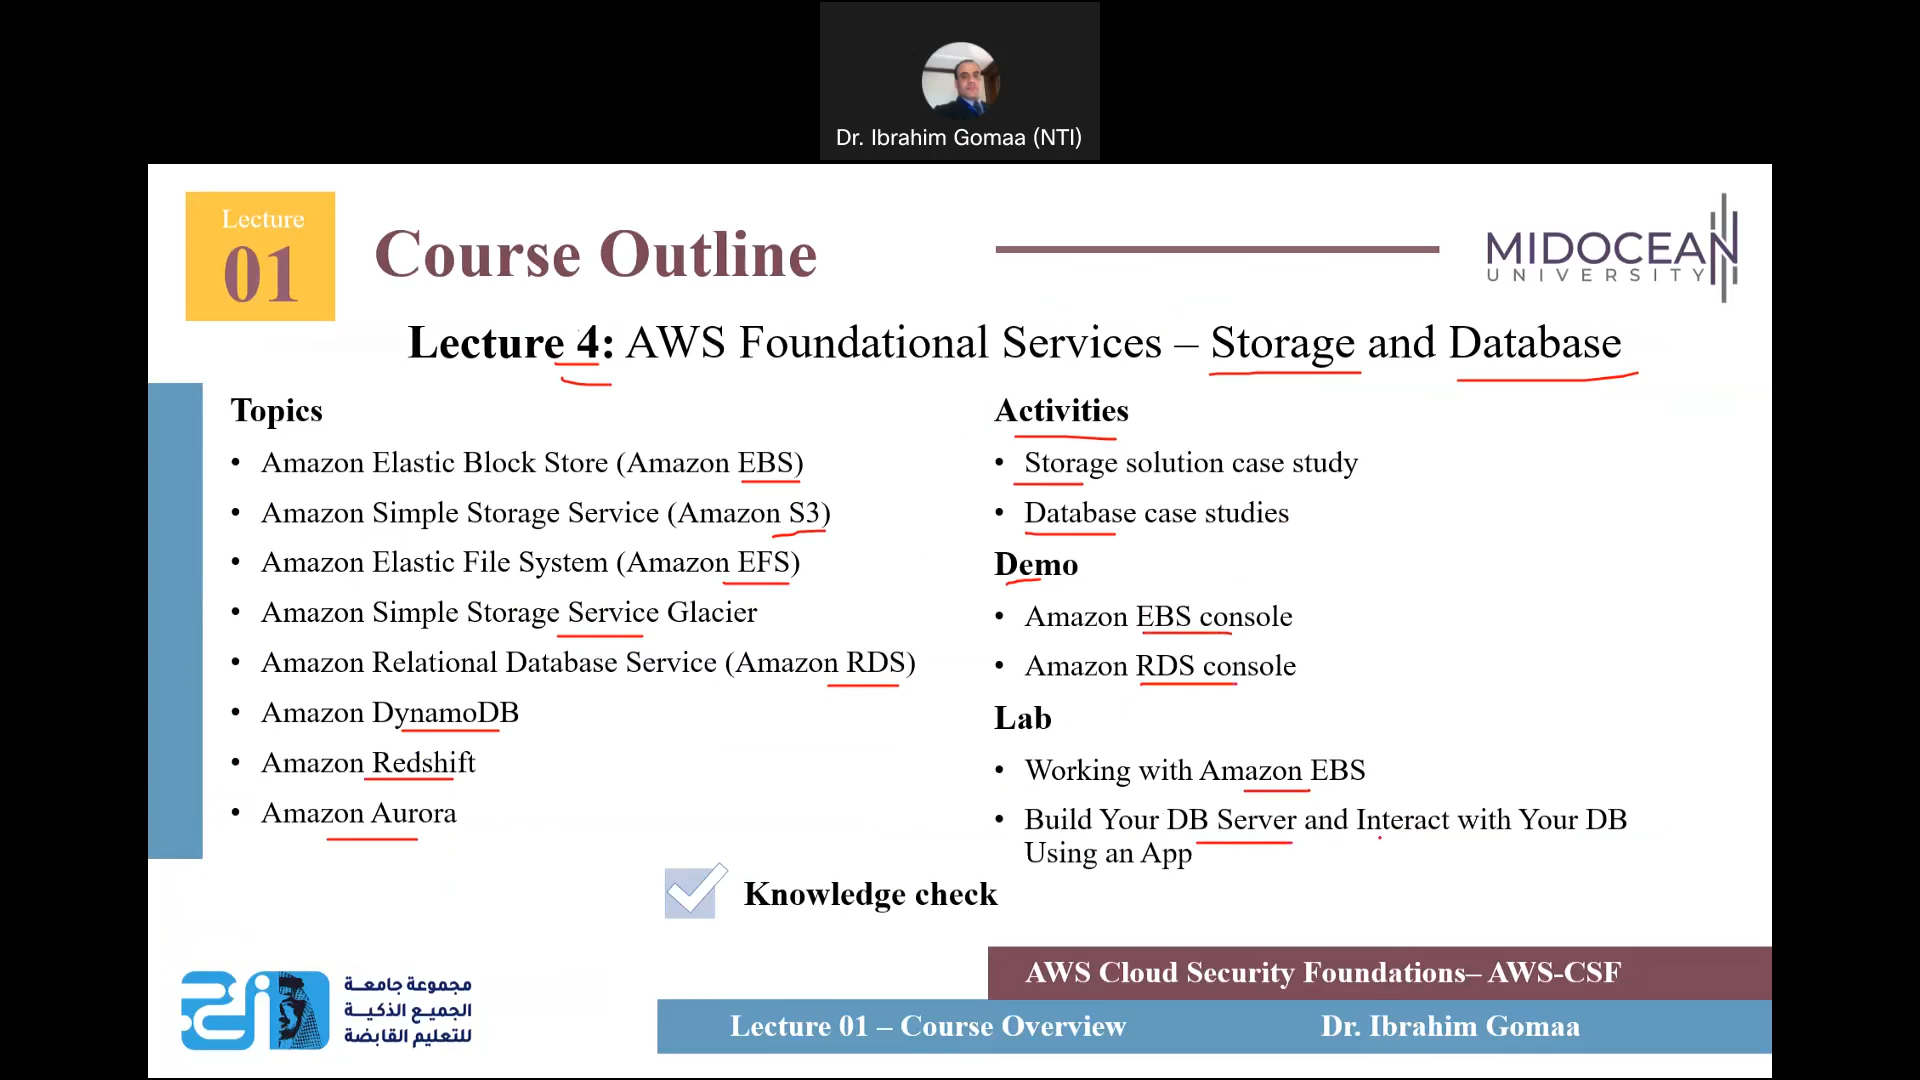 Dr. Ibrahim Gomaa (NTI)
Lecture
01
Course Outline
MIDOCEAN
UNIVERSITY
Lecture 4: AWS Foundational Services – Storage and Database
Topics
• Amazon Elastic Block Store (Amazon EBS)
• Amazon Simple Storage Service (Amazon S3)
• Amazon Elastic File System (Amazon EFS)
• Amazon Simple Storage Service Glacier
• Amazon Relational Database Service (Amazon RDS)
• Amazon DynamoDB
• Amazon Redshift
• Amazon Aurora
Activities
• Storage solution case study
• Database case studies
Demo
• Amazon EBS console
• Amazon RDS console
Lab
• Working with Amazon EBS
• Build Your DB Server and Interact with Your DB
Using an App
Knowledge check
مجموعة جامعة
الجميع الذكية
للتعليم القابضة
AWS Cloud Security Foundations– AWS-CSF
Lecture 01 – Course Overview
Dr. Ibrahim Gomaa